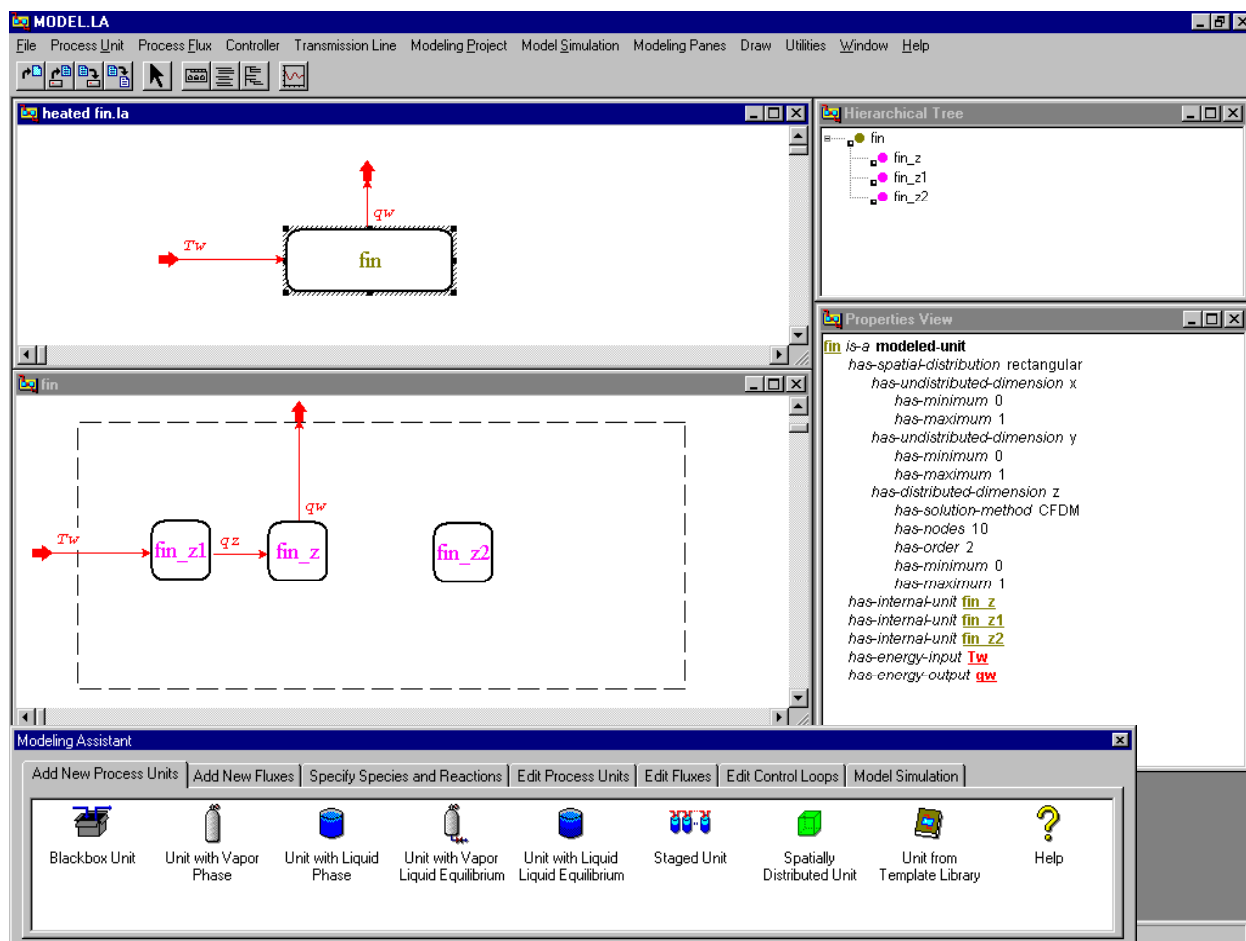 MODEL.LA
File Process Unit Process Flux Controller Transmission Line Modeling Project Model Simulation Modeling Panes Draw Utilities Window Help
heated fin.la
qw
Tw
fin
fin
qw
Tw
fin_z1
qz
fin_z
fin_z2
Hierarchical Tree
fin
fin_z
fin_z1
fin_z2
Properties View
fin is-a modeled-unit
has-spatial-distribution rectangular
has-undistributed-dimension x
has-minimum 0
has-maximum 1
has-undistributed-dimension y
has-minimum 0
has-maximum 1
has-distributed-dimension z
has-solution-method CFDM
has-nodes 10
has-order 2
has-minimum 0
has-maximum 1
has-internal-unit fin_z
has-internal-unit fin_z1
has-internal-unit fin_z2
has-energy-input Tw
has-energy-output qw
Modeling Assistant
Add New Process Units Add New Fluxes Specify Species and Reactions Edit Process Units Edit Fluxes Edit Control Loops Model Simulation
Blackbox Unit
Unit with Vapor
Phase
Unit with Liquid
Phase
Unit with Vapor
Liquid Equilibrium
Unit with Liquid
Liquid Equilibrium
Staged Unit
Spatially
Distributed Unit
Unit from
Template Library
Help